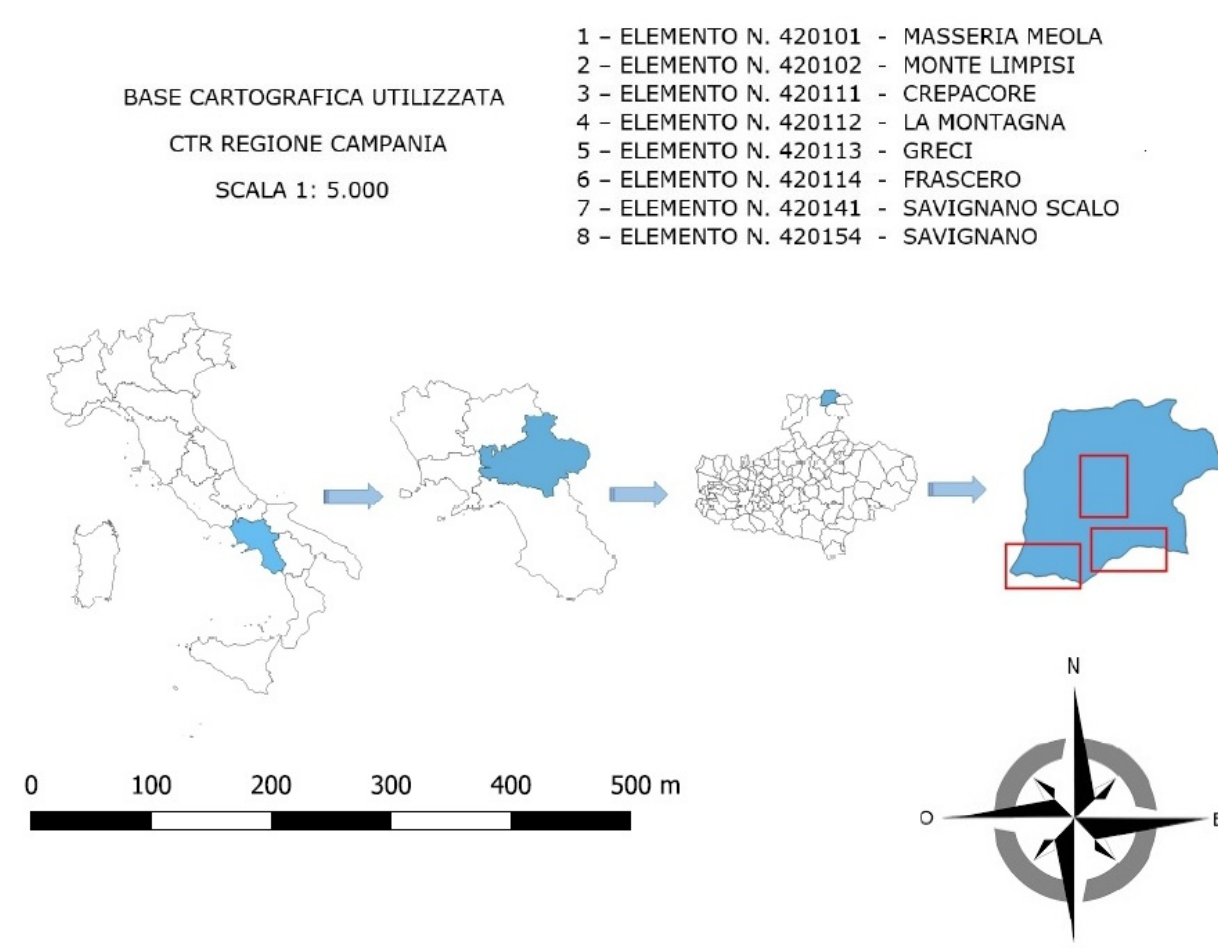 BASE CARTOGRAFICA UTILIZZATA
CTR REGIONE CAMPANIA
SCALA 1: 5.000
1 – ELEMENTO N. 420101 - MASSERIA MEOLA
2 – ELEMENTO N. 420102 - MONTE LIMPISI
3 – ELEMENTO N. 420111 - CREPACORE
4 – ELEMENTO N. 420112 - LA MONTAGNA
5 – ELEMENTO N. 420113 - GRECI
6 – ELEMENTO N. 420114 - FRASCERO
7 – ELEMENTO N. 420141 - SAVIGNANO SCALO
8 – ELEMENTO N. 420154 - SAVIGNANO
0 100 200 300 400 500 m
N
O E